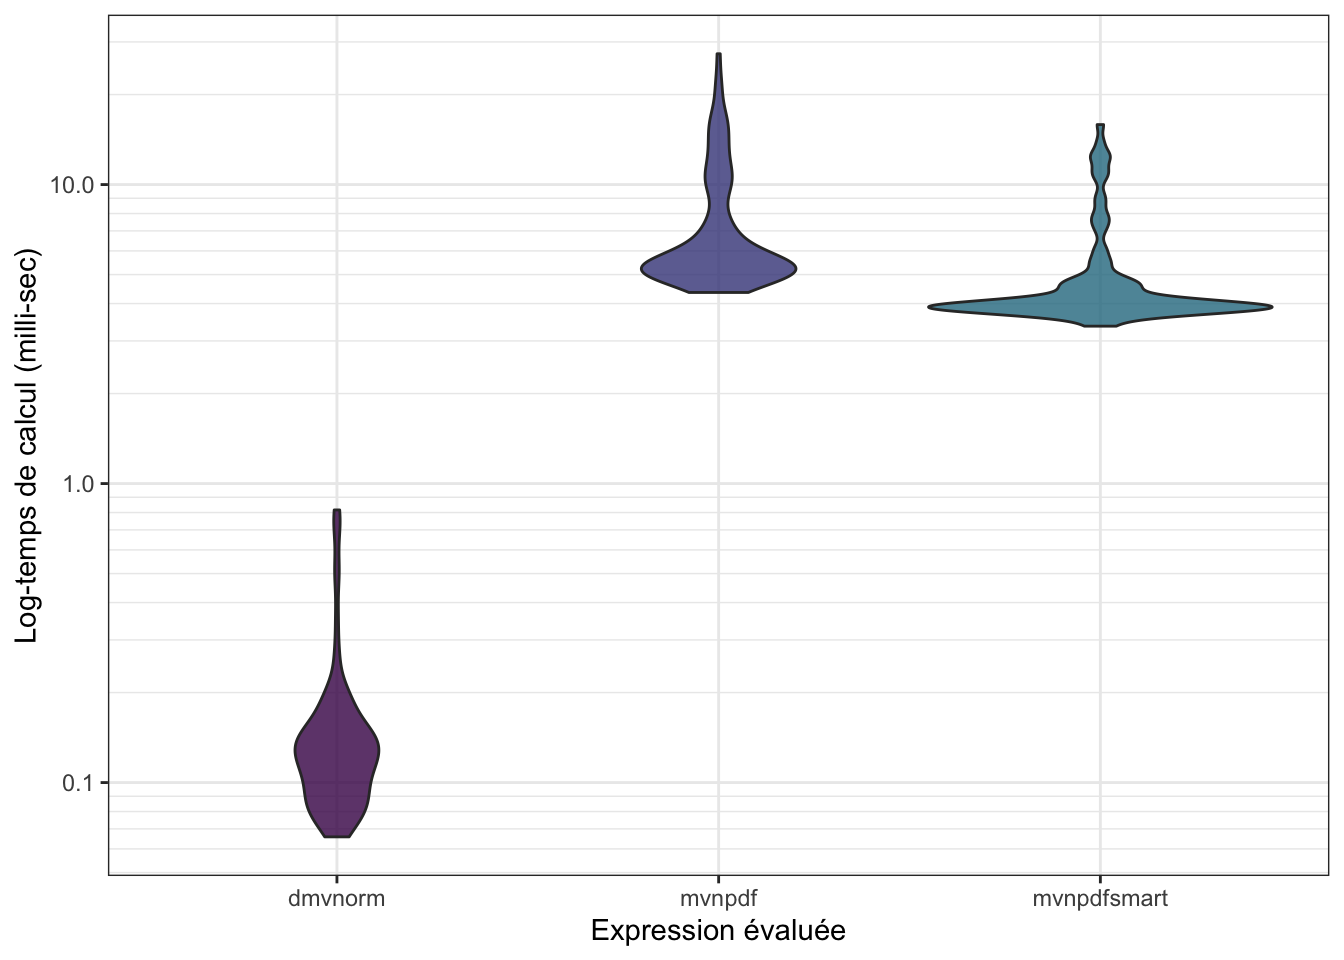 Log-temps de calcul (milli-sec)
10.0
1.0
0.1
dmvnorm
mvnpdf
mvnpdfsmart
Expression évaluée